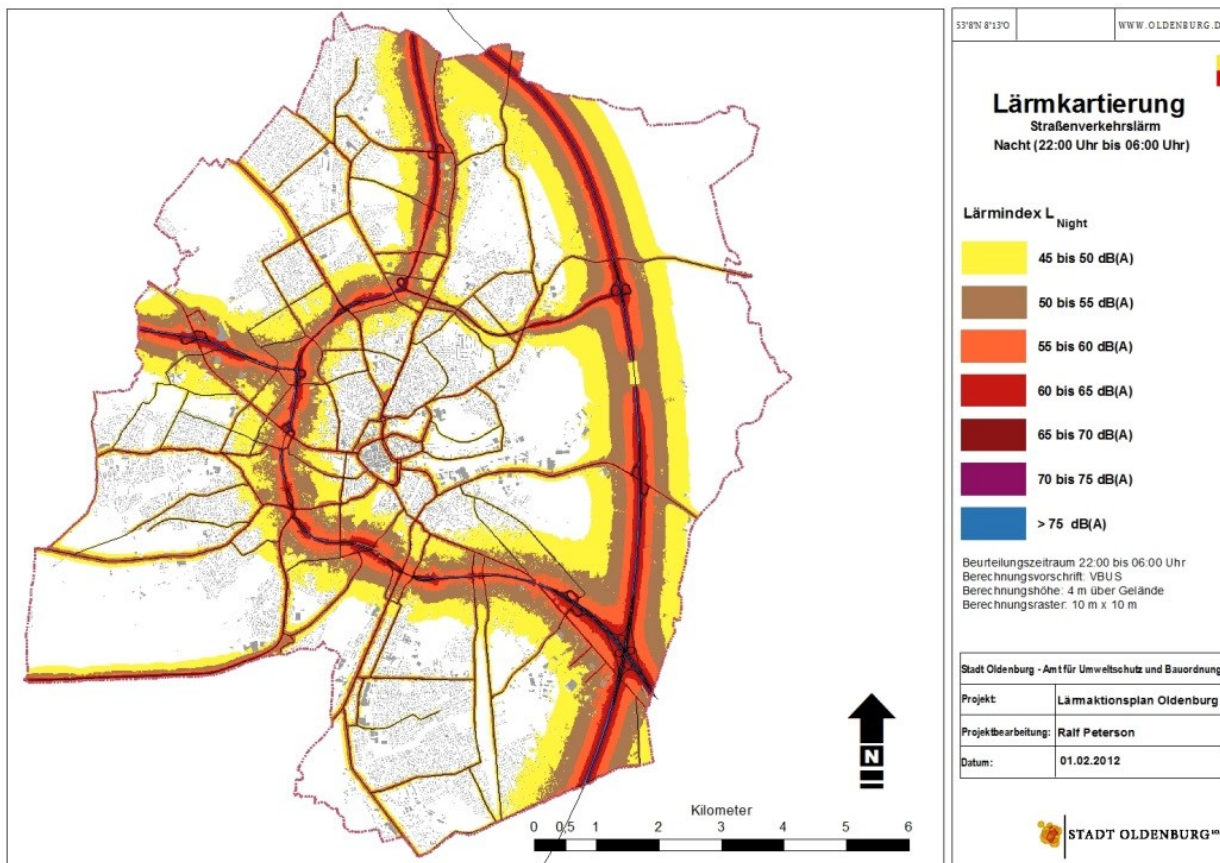 53°8'N 8°13'O
WWW.OLDENBURG.D
Lärmkartierung
Straßenverkehrslärm
Nacht (22:00 Uhr bis 06:00 Uhr)
Lärmindex L Night
45 bis 50 dB(A)
50 bis 55 dB(A)
55 bis 60 dB(A)
60 bis 65 dB(A)
65 bis 70 dB(A)
70 bis 75 dB(A)
> 75 dB(A)
Beurteilungszeitraum 22:00 bis 06:00 Uhr
Berechnungsvorschrift: VBUS
Berechnungshöhe: 4 m über Gelände
Berechnungsraster: 10 m x 10 m
Stadt Oldenburg - Amt für Umweltschutz und Bauordnung
Projekt: Lärmaktionsplan Oldenburg
Projektbearbeitung: Ralf Peterson
Datum: 01.02.2012
STADT OLDENBURG
N
Kilometer
0 0,5 1 2 3 4 5 6